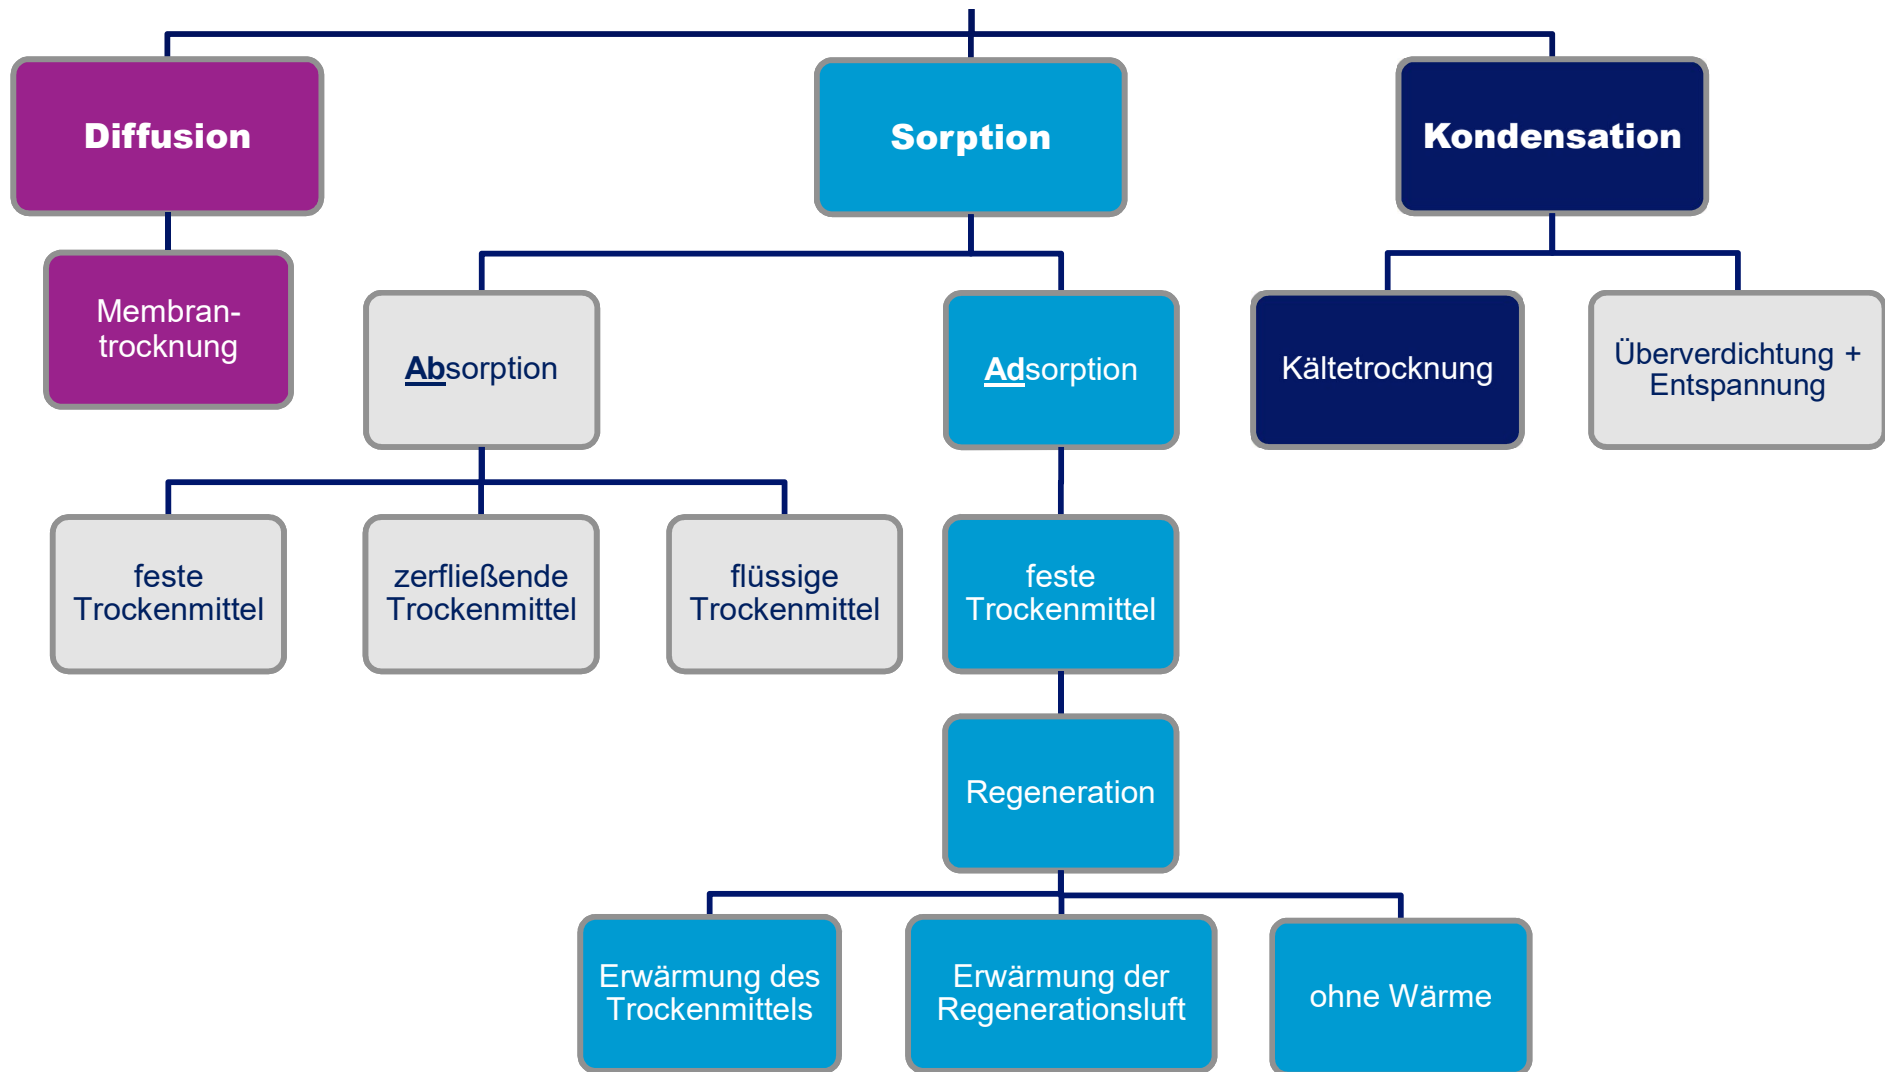 Diffusion
Sorption
Kondensation
Membran-
trocknung
Absorption
Adsorption
Kältetrocknung
Überverdichtung +
Entspannung
feste
Trockenmittel
zerfließende
Trockenmittel
flüssige
Trockenmittel
feste
Trockenmittel
Regeneration
Erwärmung des
Trockenmittels
Erwärmung der
Regenerationsluft
ohne Wärme